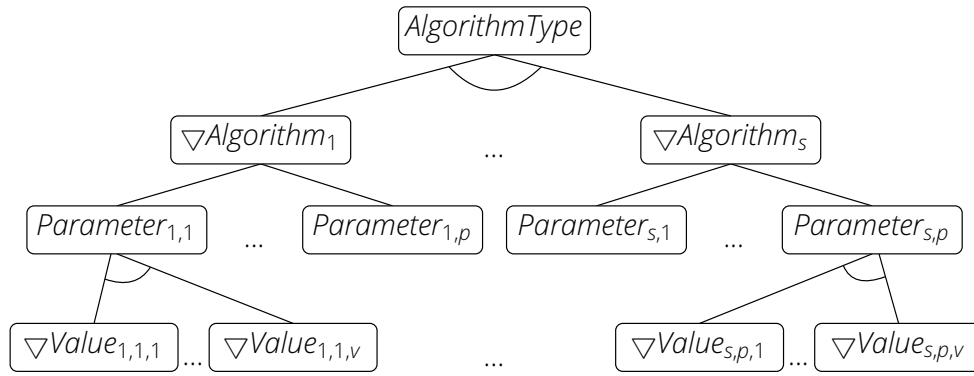 AlgorithmType
▽Algorithm₁ ... ▽Algorithmₛ
Parameter₁,₁ ... Parameter₁,ₚ Parameterₛ,₁ ... Parameterₛ,ₚ
▽Value₁,₁,₁ ... ▽Value₁,₁,ᵥ ... ▽Valueₛ,ₚ,₁ ... ▽Valueₛ,ₚ,ᵥ